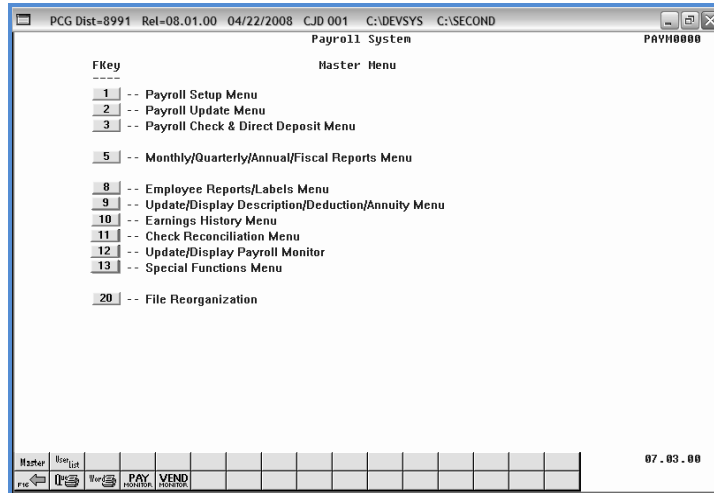 PCG Dist=8991 Rel=08.01.00 04/22/2008 CJD 001 C:\DEVSYS C:\SECOND
Payroll System PAYM0000
FKey Master Menu
----
1 -- Payroll Setup Menu
2 -- Payroll Update Menu
3 -- Payroll Check & Direct Deposit Menu
5 -- Monthly/Quarterly/Annual/Fiscal Reports Menu
8 -- Employee Reports/Labels Menu
9 -- Update/Display Description/Deduction/Annuity Menu
10 -- Earnings History Menu
11 -- Check Reconciliation Menu
12 -- Update/Display Payroll Monitor
13 -- Special Functions Menu
20 -- File Reorganization
Master User list 07.03.00
F16 Que Word PAY MONITOR VEND MONITOR